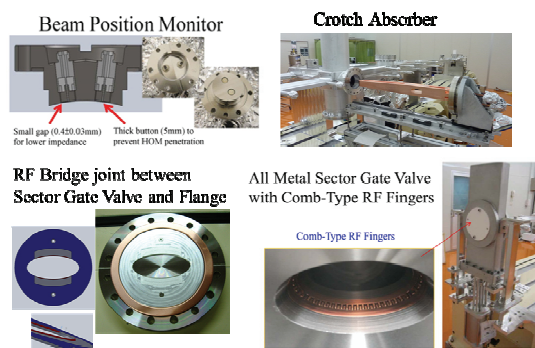 Beam Position Monitor
Small gap (0.4±0.03mm)
for lower impedance
Thick button (5mm) to
prevent HOM penetration
Crotch Absorber
RF Bridge joint between
Sector Gate Valve and Flange
All Metal Sector Gate Valve
with Comb-Type RF Fingers
Comb-Type RF Fingers